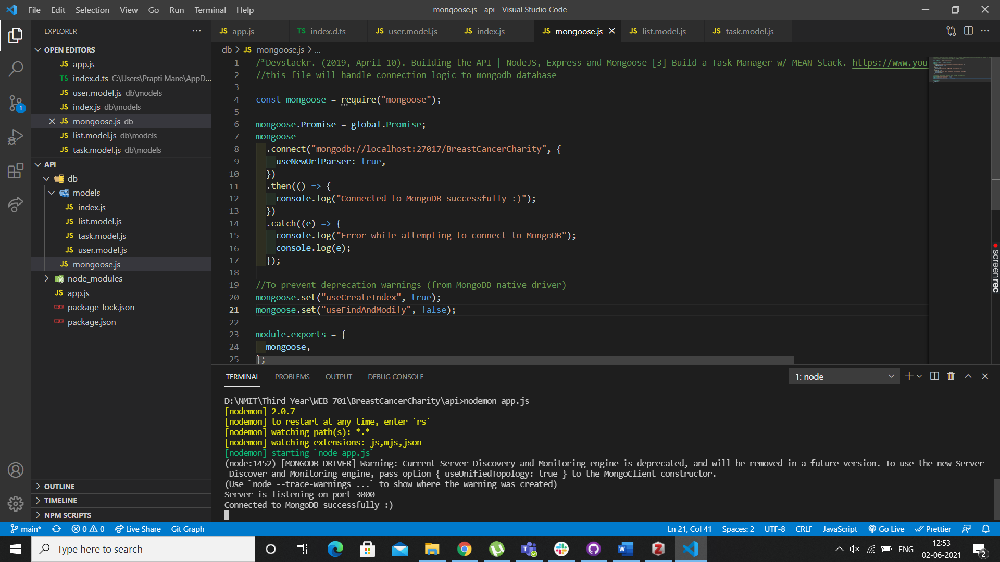 File Edit Selection View Go Run Terminal Help
mongoose.js - api - Visual Studio Code
EXPLORER
OPEN EDITORS
JS app.js
TS index.d.ts C:\Users\Prapti Mane\AppD...
JS user.model.js db\models
JS index.js db\models
JS mongoose.js db
JS list.model.js db\models
JS task.model.js db\models
API
db
models
JS index.js
JS list.model.js
JS task.model.js
JS user.model.js
JS mongoose.js
node_modules
JS app.js
package-lock.json
package.json
OUTLINE
TIMELINE
NPM SCRIPTS
1
JS app.js TS index.d.ts JS user.model.js JS index.js JS mongoose.js JS list.model.js JS task.model.js
db > JS mongoose.js > ...
1 /*Devstackr. (2019, April 10). Building the API | NodeJS, Express and Mongoose—[3] Build a Task Manager w/ MEAN Stack. https://www.you
2 //this file will handle connection logic to mongodb database
3
4 const mongoose = require("mongoose");
5
6 mongoose.Promise = global.Promise;
7 mongoose
8 .connect("mongodb://localhost:27017/BreastCancerCharity", {
9 useNewUrlParser: true,
10 })
11 .then(() => {
12 console.log("Connected to MongoDB successfully :)");
13 })
14 .catch((e) => {
15 console.log("Error while attempting to connect to MongoDB");
16 console.log(e);
17 });
18
19 //To prevent deprecation warnings (from MongoDB native driver)
20 mongoose.set("useCreateIndex", true);
21 mongoose.set("useFindAndModify", false);
22
23 module.exports = {
24 mongoose,
25 };
screenrec
TERMINAL PROBLEMS OUTPUT DEBUG CONSOLE 1: node
D:\NMIT\Third Year\WEB 701\BreastCancerCharity\api>nodemon app.js
[nodemon] 2.0.7
[nodemon] to restart at any time, enter `rs`
[nodemon] watching path(s): *.*
[nodemon] watching extensions: js,mjs,json
[nodemon] starting `node app.js`
(node:1452) [MONGODB DRIVER] Warning: Current Server Discovery and Monitoring engine is deprecated, and will be removed in a future version. To use the new Server
Discover and Monitoring engine, pass option { useUnifiedTopology: true } to the MongoClient constructor.
(Use `node --trace-warnings ...` to show where the warning was created)
Server is listening on port 3000
Connected to MongoDB successfully :)
main* 0 0 Live Share Git Graph Ln 21, Col 41 Spaces: 2 UTF-8 CRLF JavaScript Go Live Prettier
Type here to search
ENG
12:53
02-06-2021
2